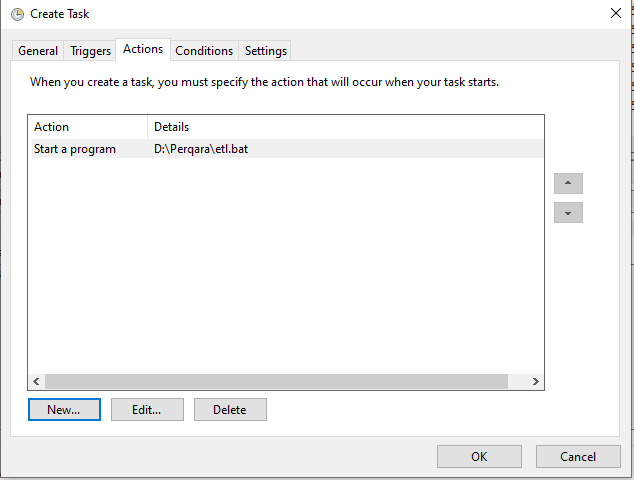 Create Task
General Triggers Actions Conditions Settings
When you create a task, you must specify the action that will occur when your task starts.
Action Details
Start a program D:\Perqara\etl.bat
New... Edit... Delete
OK Cancel